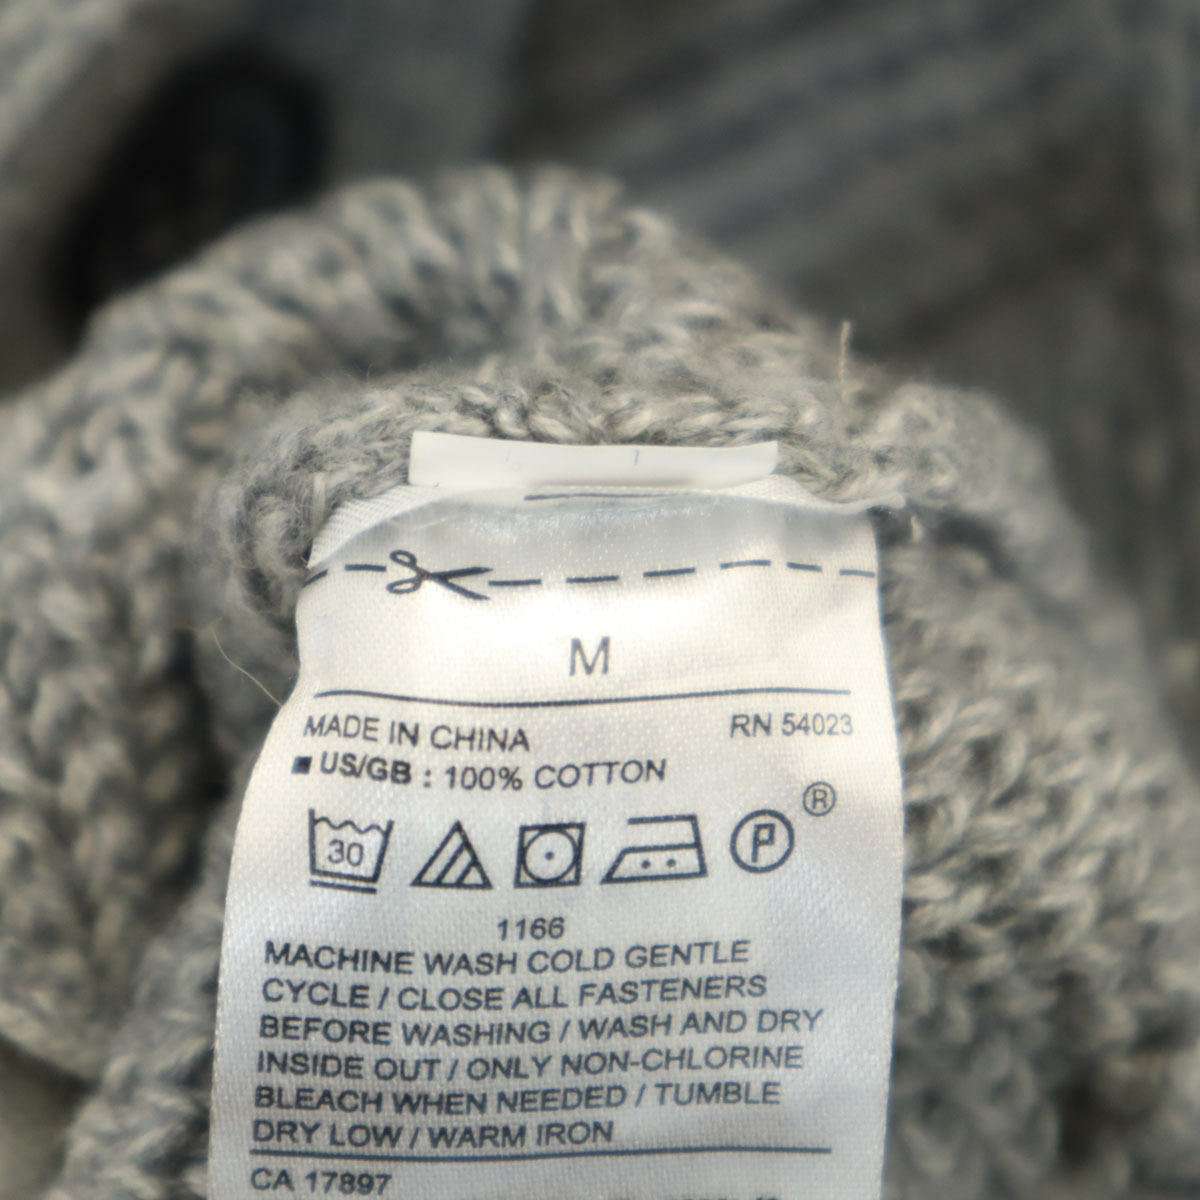 M
MADE IN CHINA RN 54023
US/GB : 100% COTTON
®
30 P
1166
MACHINE WASH COLD GENTLE
CYCLE / CLOSE ALL FASTENERS
BEFORE WASHING / WASH AND DRY
INSIDE OUT / ONLY NON-CHLORINE
BLEACH WHEN NEEDED / TUMBLE
DRY LOW / WARM IRON
CA 17897